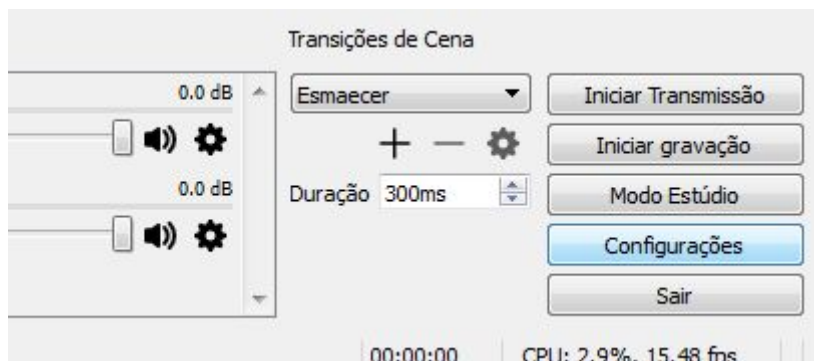 Transições de Cena
0.0 dB
Esmaecer
Iniciar Transmissão
Iniciar gravação
0.0 dB
Duração 300ms
Modo Estúdio
Configurações
Sair
00:00:00 CPU: 2.9%, 15.48 fps